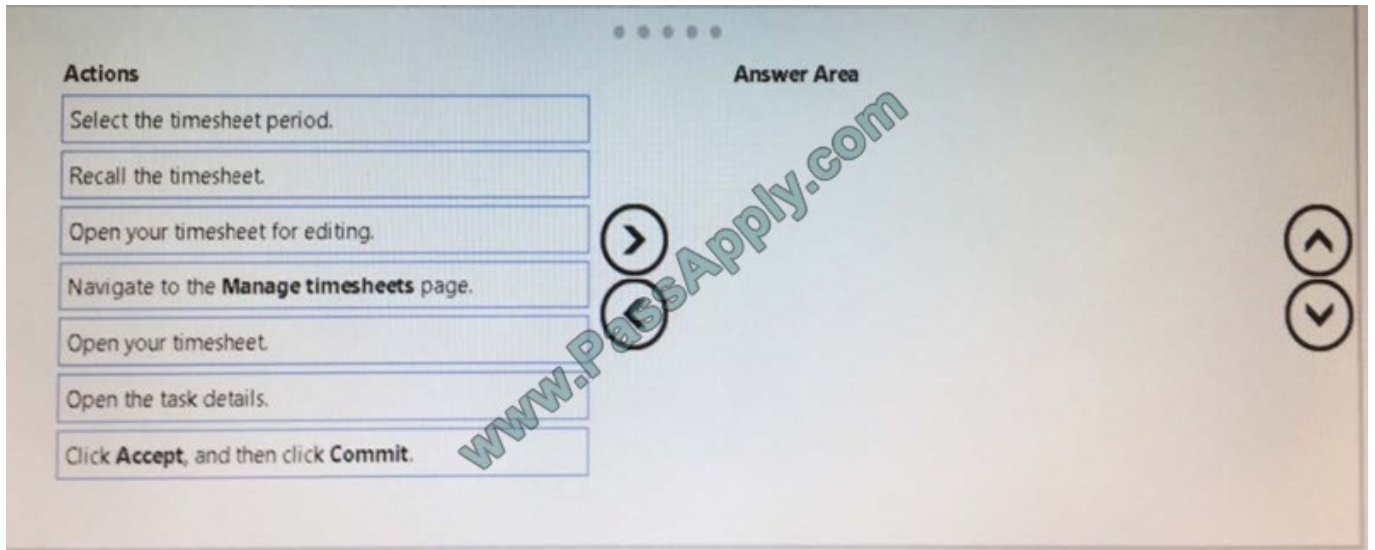 Actions
Answer Area
Select the timesheet period.
Recall the timesheet.
Open your timesheet for editing.
Navigate to the Manage timesheets page.
Open your timesheet.
Open the task details.
Click Accept, and then click Commit.
www.PassApply.com